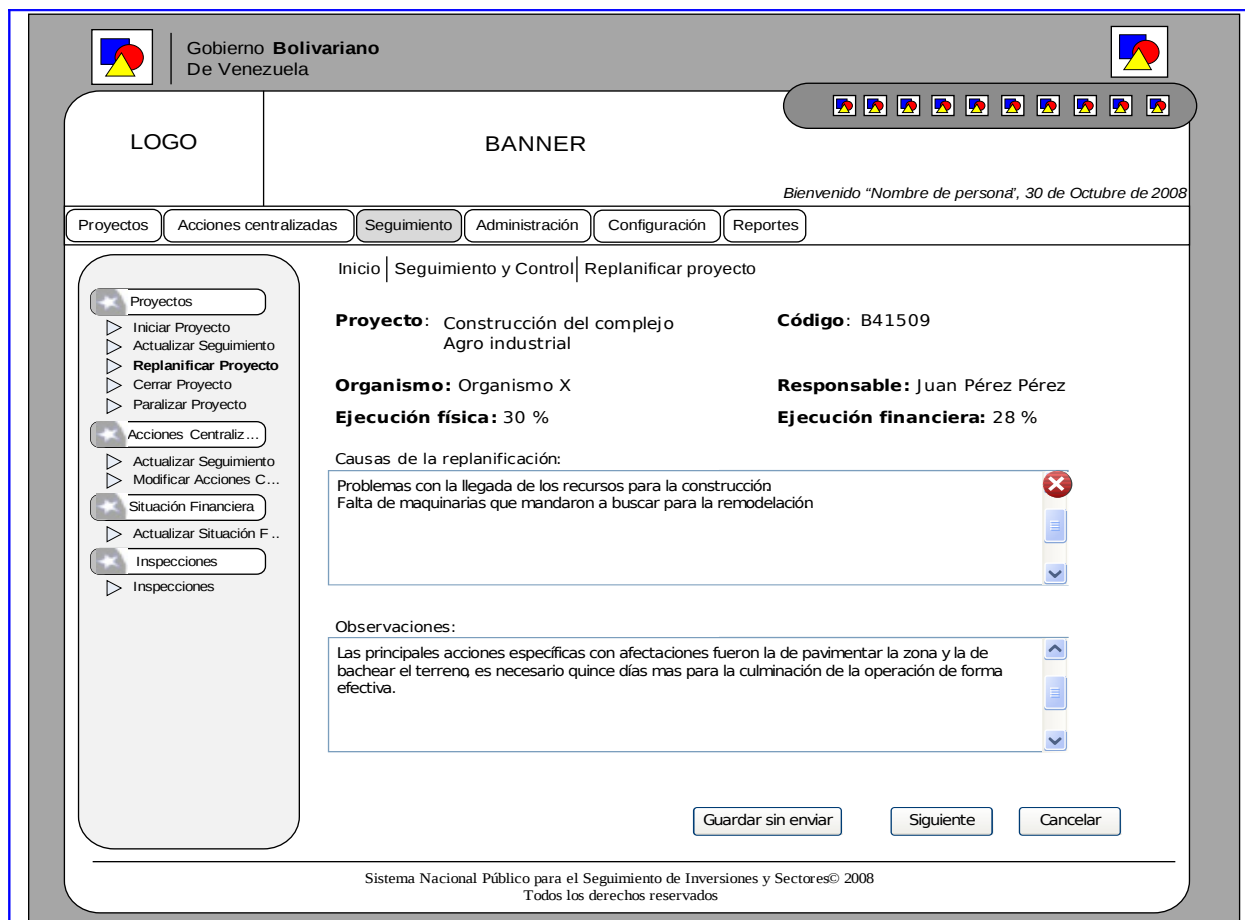 Gobierno Bolivariano
De Venezuela
LOGO
BANNER
Bienvenido “Nombre de persona”, 30 de Octubre de 2008
Proyectos
Acciones centralizadas
Seguimiento
Administración
Configuración
Reportes
Inicio
Seguimiento y Control
Replanificar proyecto
Proyectos
Iniciar Proyecto
Actualizar Seguimiento
Replanificar Proyecto
Cerrar Proyecto
Paralizar Proyecto
Acciones Centraliz...
Actualizar Seguimiento
Modificar Acciones C...
Situación Financiera
Actualizar Situación F...
Inspecciones
Inspecciones
Proyecto: Construcción del complejo
Agro industrial
Código: B41509
Organismo: Organismo X
Responsable: Juan Pérez Pérez
Ejecución física: 30 %
Ejecución financiera: 28 %
Causas de la replanificación:
Problemas con la llegada de los recursos para la construcción
Falta de maquinarias que mandaron a buscar para la remodelación
Observaciones:
Las principales acciones específicas con afectaciones fueron la de pavimentar la zona y la de
bachear el terreno, es necesario quince días mas para la culminación de la operación de forma
efectiva.
Guardar sin enviar
Siguiente
Cancelar
Sistema Nacional Público para el Seguimiento de Inversiones y Sectores© 2008
Todos los derechos reservados